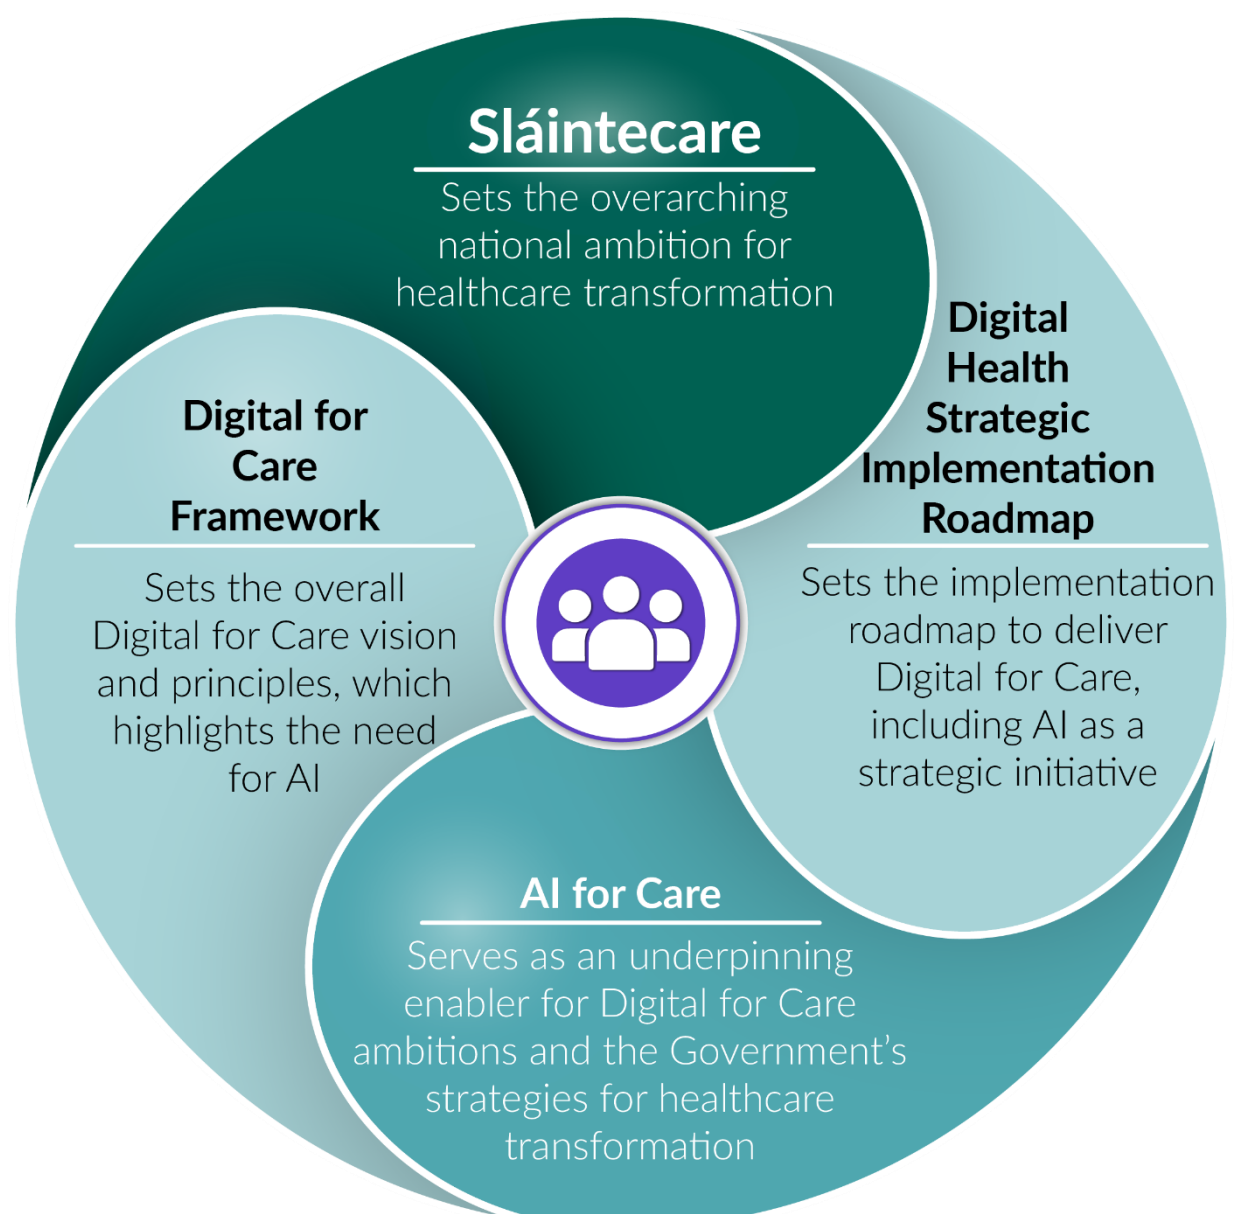 Sláintecare
Sets the overarching
national ambition for
healthcare transformation
Digital for
Care
Framework
Sets the overall
Digital for Care vision
and principles, which
highlights the need
for AI
Digital
Health
Strategic
Implementation
Roadmap
Sets the implementation
roadmap to deliver
Digital for Care,
including AI as a
strategic initiative
AI for Care
Serves as an underpinning
enabler for Digital for Care
ambitions and the Government’s
strategies for healthcare
transformation